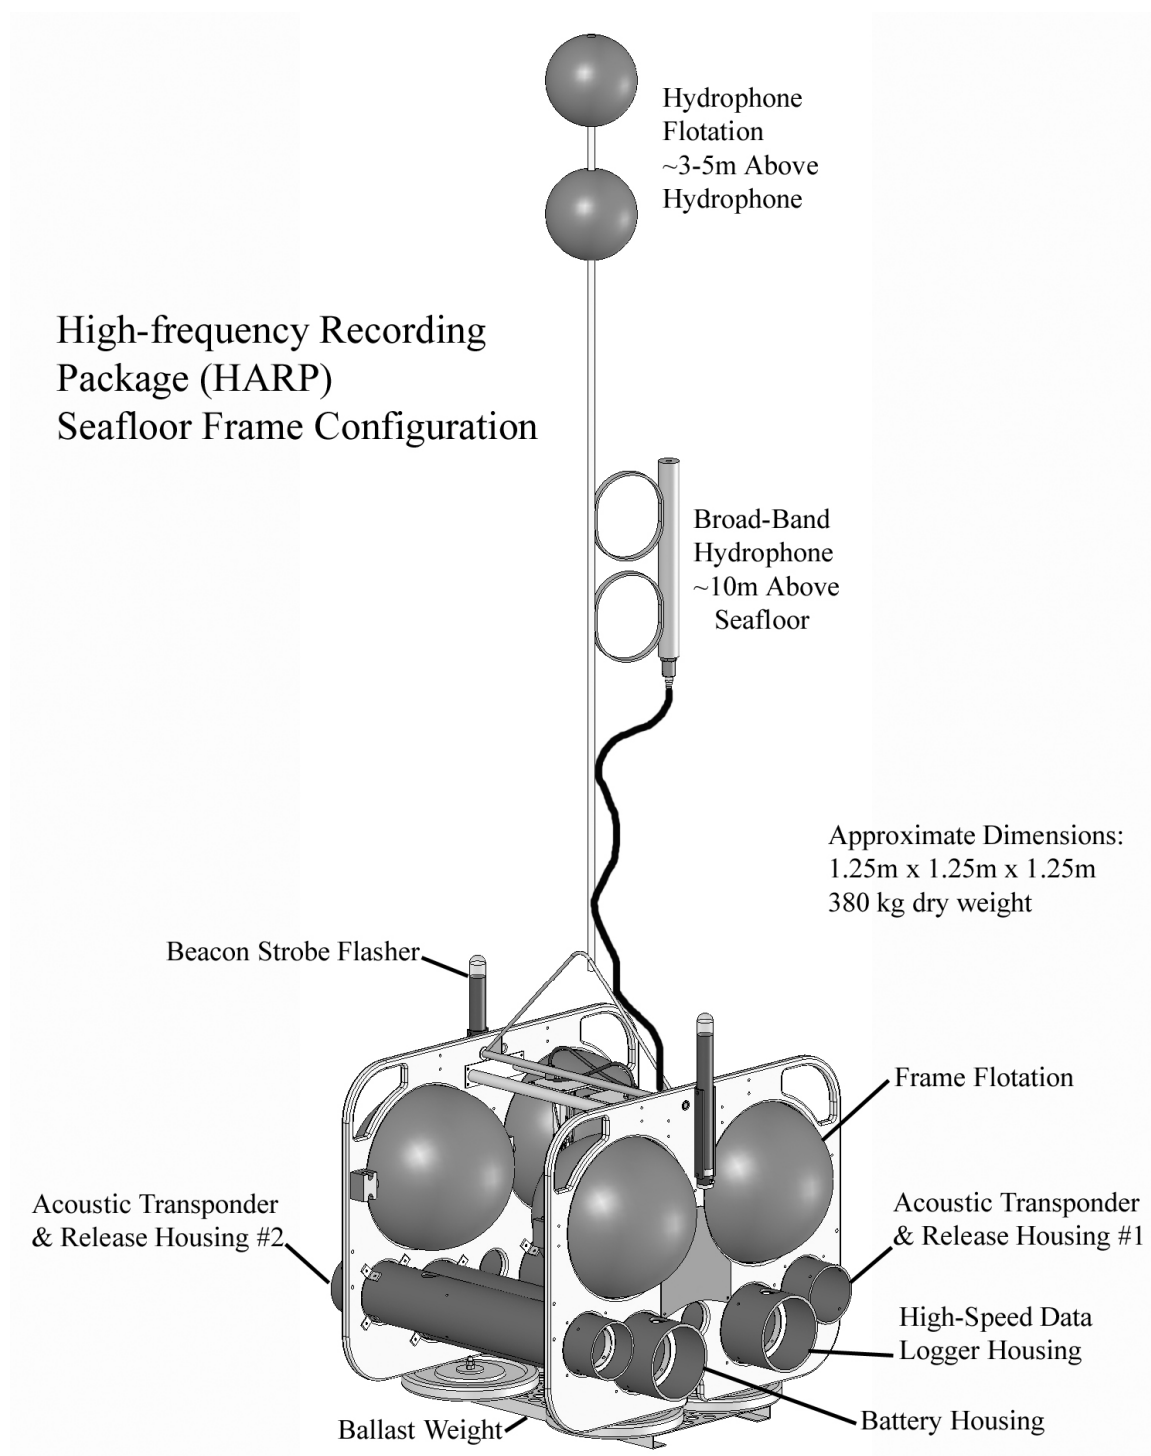 Hydrophone
Flotation
~3-5m Above
Hydrophone
High-frequency Recording
Package (HARP)
Seafloor Frame Configuration
Broad-Band
Hydrophone
~10m Above
Seafloor
Approximate Dimensions:
1.25m x 1.25m x 1.25m
380 kg dry weight
Beacon Strobe Flasher
Frame Flotation
Acoustic Transponder
& Release Housing #2
Acoustic Transponder
& Release Housing #1
High-Speed Data
Logger Housing
Battery Housing
Ballast Weight